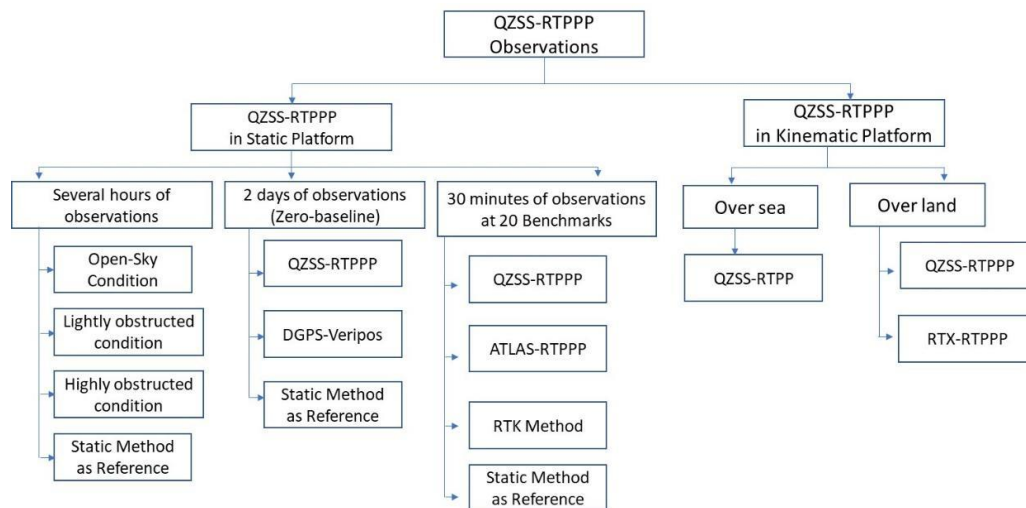 QZSS-RTPPP
Observations
QZSS-RTPPP
in Static Platform
QZSS-RTPPP
in Kinematic Platform
Several hours of
observations
2 days of observations
(Zero-baseline)
30 minutes of observations
at 20 Benchmarks
Over sea
Over land
Open-Sky
Condition
Lightly obstructed
condition
Highly obstructed
condition
Static Method
as Reference
QZSS-RTPPP
DGPS-Veripos
Static Method
as Reference
QZSS-RTPPP
ATLAS-RTPPP
RTK Method
Static Method
as Reference
QZSS-RTPP
QZSS-RTPPP
RTX-RTPPP